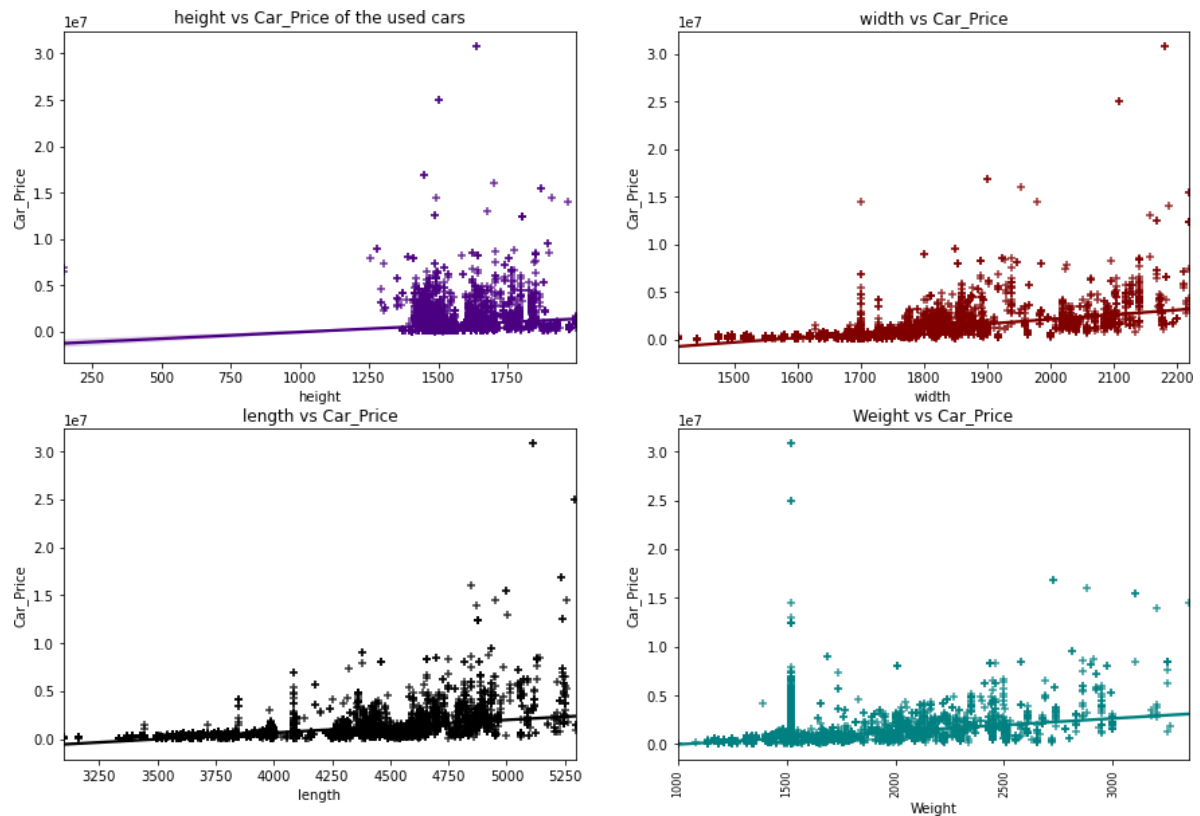 height vs Car_Price of the used cars
1e7
3.0
2.5
2.0
1.5
1.0
0.5
0.0
Car_Price
250 500 750 1000 1250 1500 1750
height
width vs Car_Price
1e7
3.0
2.5
2.0
1.5
1.0
0.5
0.0
Car_Price
1500 1600 1700 1800 1900 2000 2100 2200
width
length vs Car_Price
1e7
3.0
2.5
2.0
1.5
1.0
0.5
0.0
Car_Price
3250 3500 3750 4000 4250 4500 4750 5000 5250
length
Weight vs Car_Price
1e7
3.0
2.5
2.0
1.5
1.0
0.5
0.0
Car_Price
1000 1500 2000 2500 3000
Weight